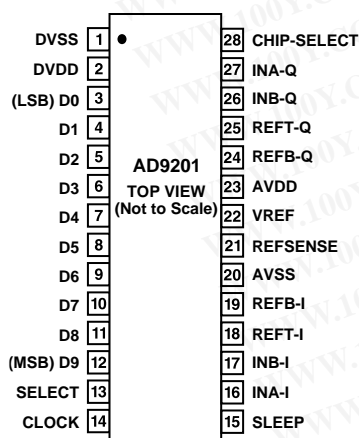 DVSS 1
DVDD 2
(LSB) D0 3
D1 4
D2 5
D3 6
D4 7
D5 8
D6 9
D7 10
D8 11
(MSB) D9 12
SELECT 13
CLOCK 14
AD9201
TOP VIEW
(Not to Scale)
28 CHIP-SELECT
27 INA-Q
26 INB-Q
25 REFT-Q
24 REFB-Q
23 AVDD
22 VREF
21 REFSENSE
20 AVSS
19 REFB-I
18 REFT-I
17 INB-I
16 INA-I
15 SLEEP